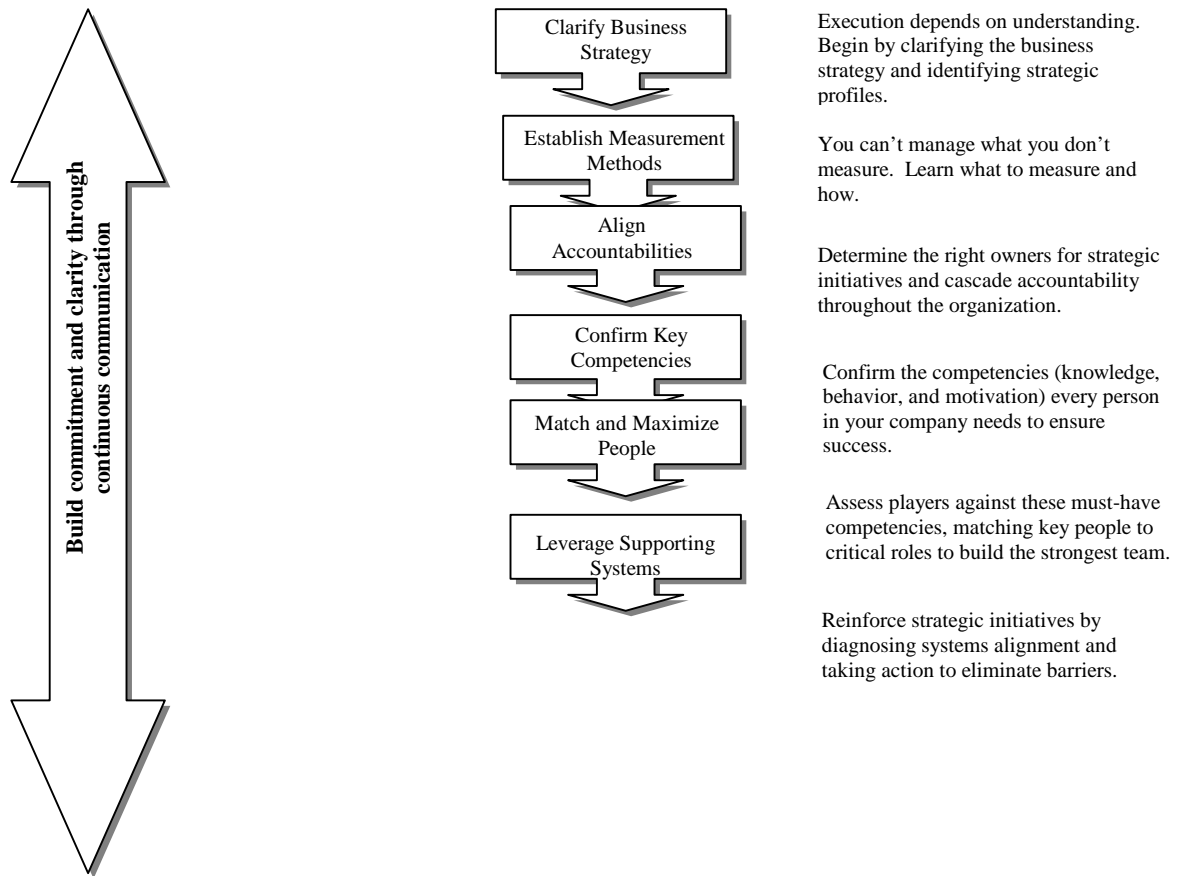 Build commitment and clarity through
continuous communication
Clarify Business
Strategy
Execution depends on understanding.
Begin by clarifying the business
strategy and identifying strategic
profiles.
Establish Measurement
Methods
You can’t manage what you don’t
measure.  Learn what to measure and
how.
Align
Accountabilities
Determine the right owners for strategic
initiatives and cascade accountability
throughout the organization.
Confirm Key
Competencies
Confirm the competencies (knowledge,
behavior, and motivation) every person
in your company needs to ensure
success.
Match and Maximize
People
Assess players against these must-have
competencies, matching key people to
critical roles to build the strongest team.
Leverage Supporting
Systems
Reinforce strategic initiatives by
diagnosing systems alignment and
taking action to eliminate barriers.